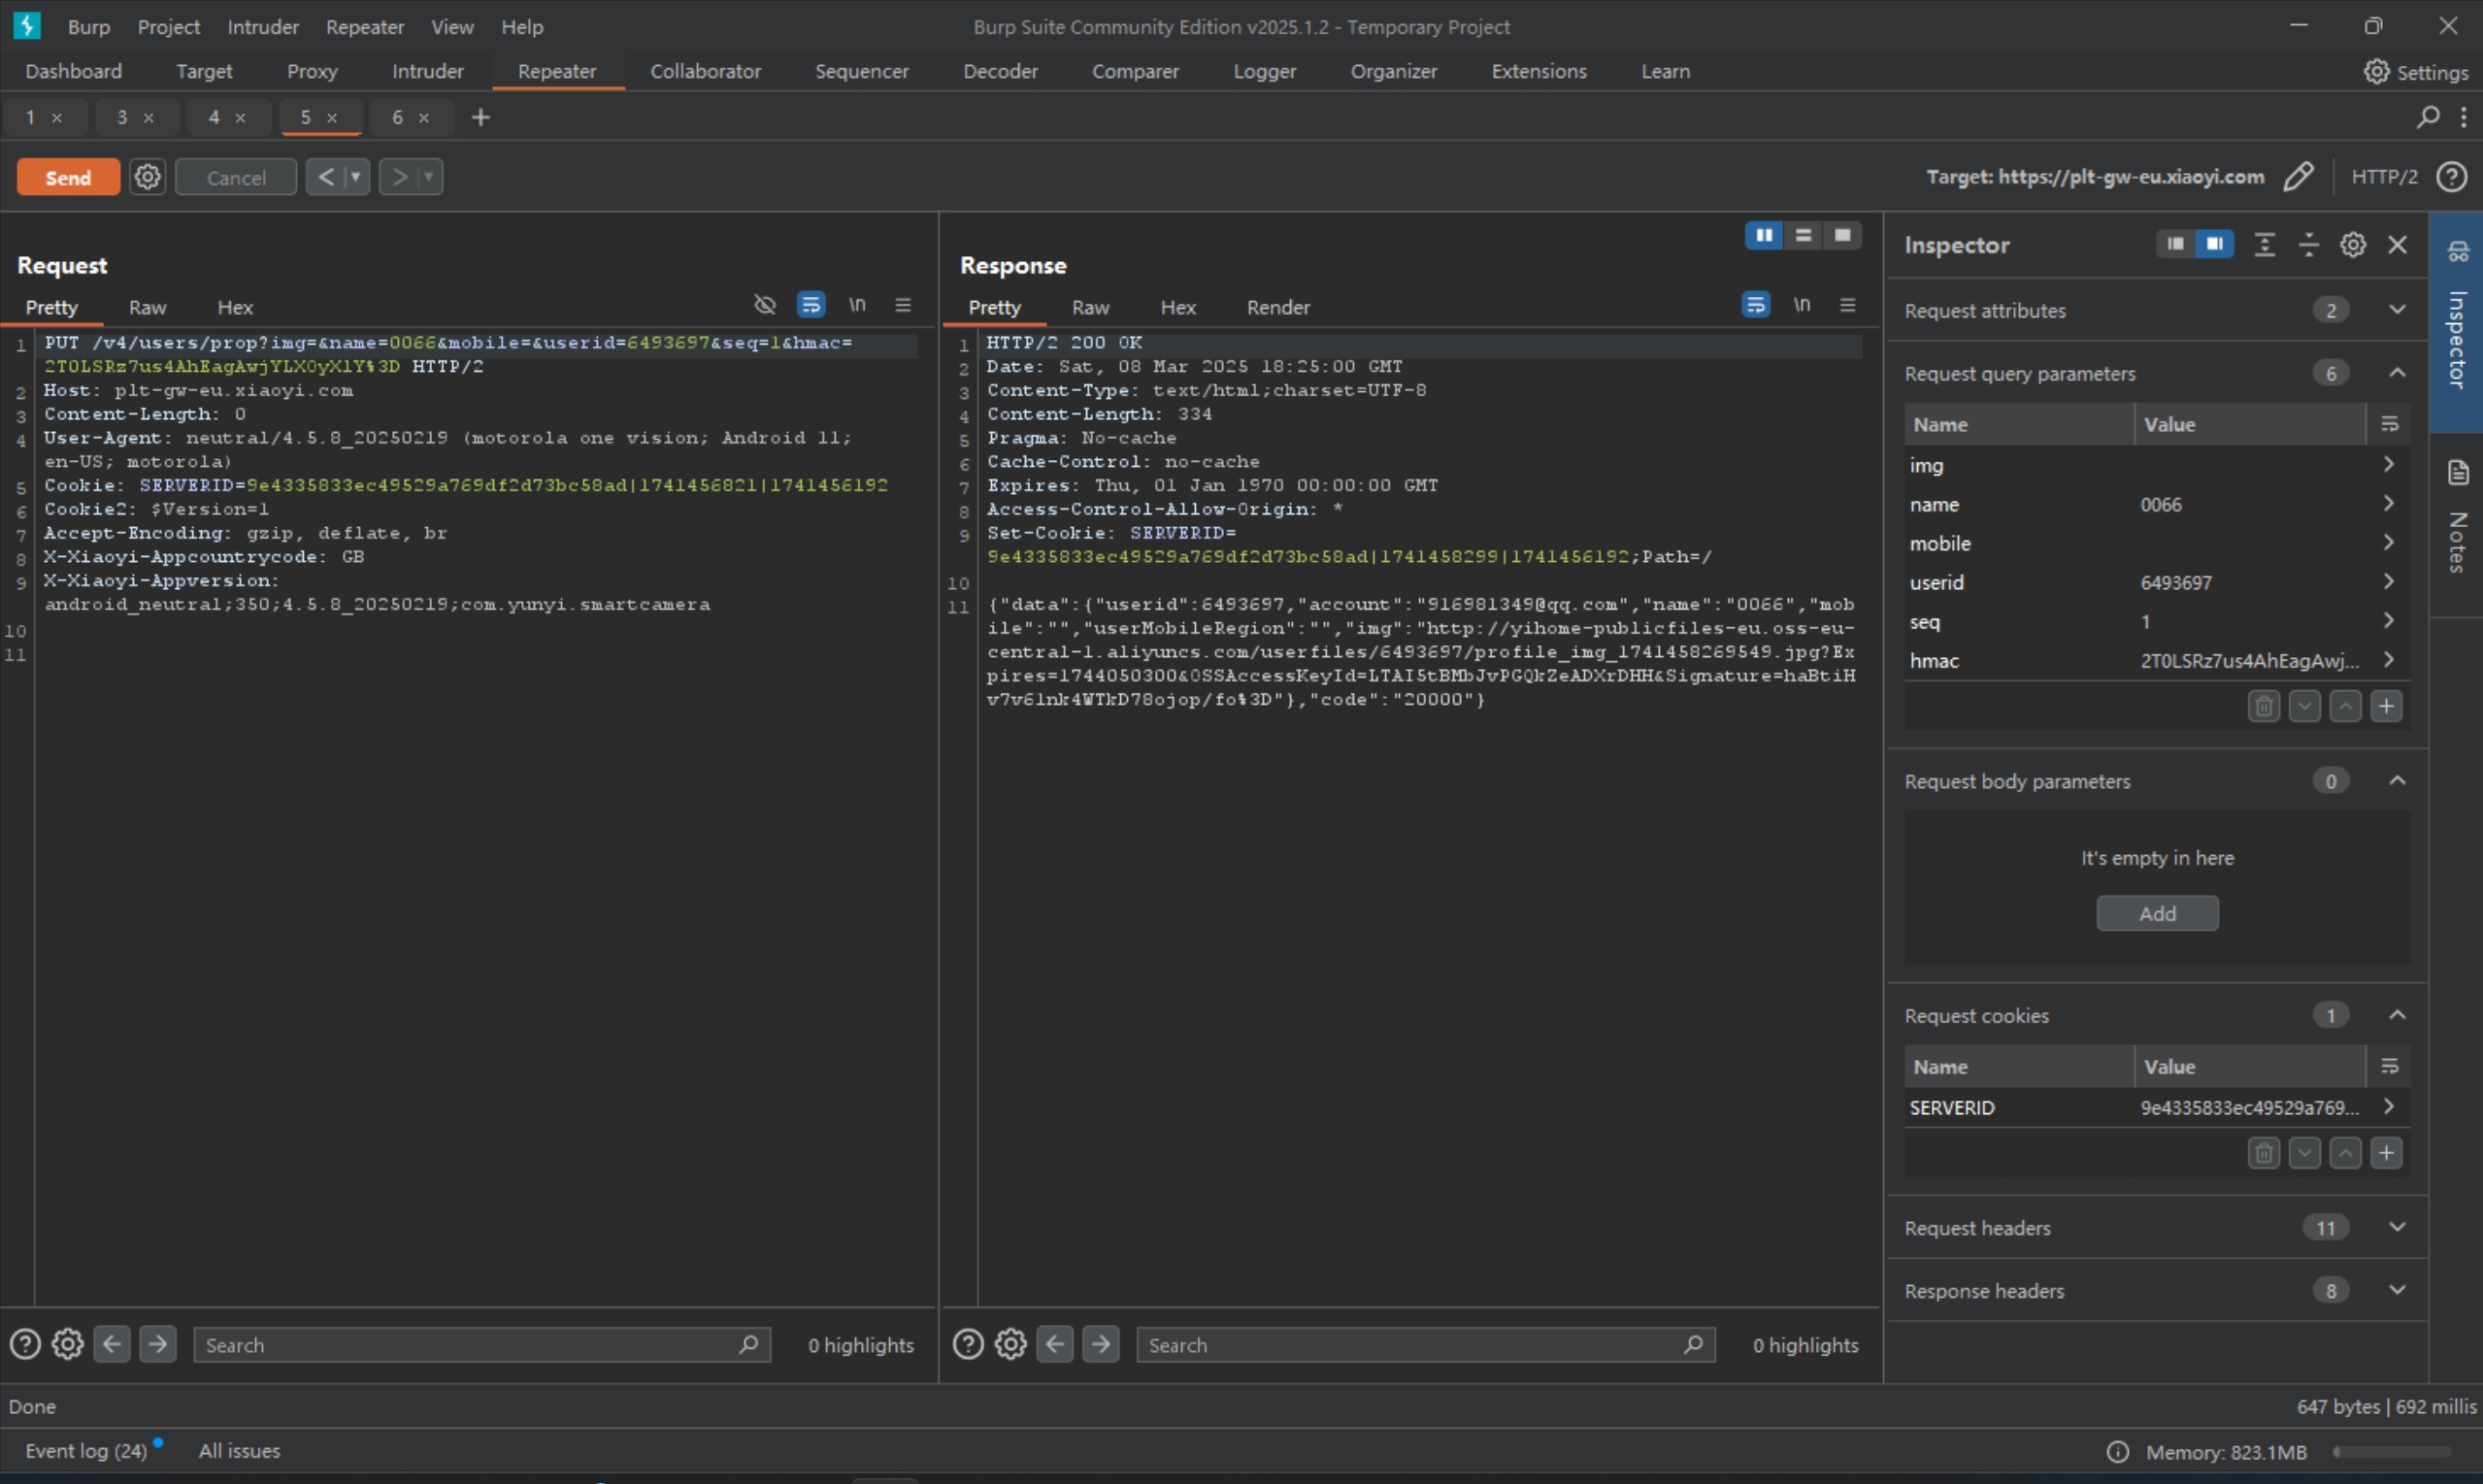 Burp Project Intruder Repeater View Help
Burp Suite Community Edition v2025.1.2 - Temporary Project
Dashboard Target Proxy Intruder Repeater Collaborator Sequencer Decoder Comparer Logger Organizer Extensions Learn
Settings
1 × 3 × 4 × 5 × 6 × +
Send Cancel < >
Target: https://plt-gw-eu.xiaoyi.com HTTP/2 ?
Request
Pretty Raw Hex \n
1 PUT /v4/users/prop?img=&name=0066&mobile=&userid=6493697&seq=1&hmac=
2T0LSRz7us4AhEagAwjYLX0yX1Y%3D HTTP/2
2 Host: plt-gw-eu.xiaoyi.com
3 Content-Length: 0
4 User-Agent: neutral/4.5.8_20250219 (motorola one vision; Android 11;
en-US; motorola)
5 Cookie: SERVERID=9e4335833ec49529a769df2d73bc58ad|1741456821|1741456192
6 Cookie2: $Version=1
7 Accept-Encoding: gzip, deflate, br
8 X-Xiaoyi-Appcountrycode: GB
9 X-Xiaoyi-Appversion:
android_neutral;350;4.5.8_20250219;com.yunyi.smartcamera
10
11
Search
0 highlights
Response
Pretty Raw Hex Render \n
1 HTTP/2 200 OK
2 Date: Sat, 08 Mar 2025 18:25:00 GMT
3 Content-Type: text/html;charset=UTF-8
4 Content-Length: 334
5 Pragma: No-cache
6 Cache-Control: no-cache
7 Expires: Thu, 01 Jan 1970 00:00:00 GMT
8 Access-Control-Allow-Origin: *
9 Set-Cookie: SERVERID=
9e4335833ec49529a769df2d73bc58ad|1741458299|1741456192;Path=/
10
11 {"data":{"userid":6493697,"account":"916981349@qq.com","name":"0066","mob
ile":"","userMobileRegion":"","img":"http://yihome-publicfiles-eu.oss-eu-
central-1.aliyuncs.com/userfiles/6493697/profile_img_1741458269549.jpg?Ex
pires=1744050300&OSSAccessKeyId=LTAI5tBMbJvPGQkZeADXrDHH&Signature=haBtiH
v7v61nk4WTkD78ojop/fo%3D"},"code":"20000"}
Search
0 highlights
Inspector
Request attributes 2
Request query parameters 6
Name Value
img
name 0066
mobile
userid 6493697
seq 1
hmac 2T0LSRz7us4AhEagAwj...
Request body parameters 0
It's empty in here
Add
Request cookies 1
Name Value
SERVERID 9e4335833ec49529a769...
Request headers 11
Response headers 8
Inspector
Notes
Done
647 bytes | 692 millis
Event log (24) All issues
Memory: 823.1MB